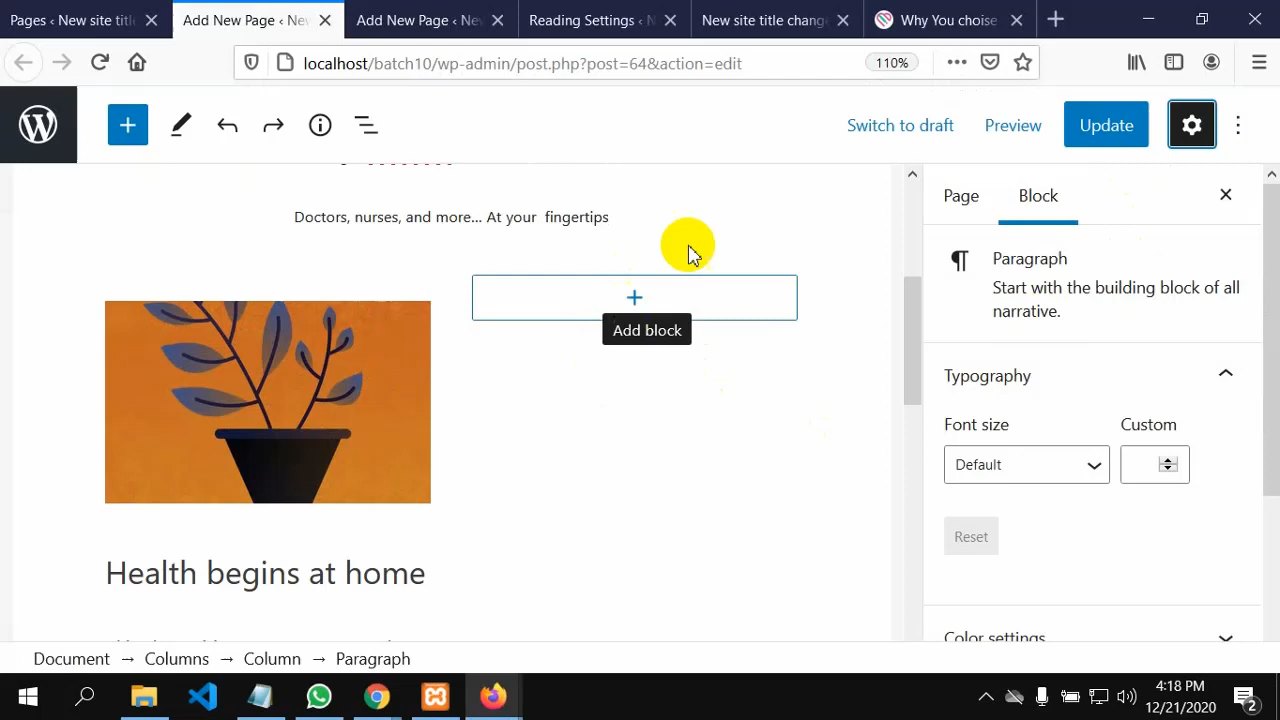 Pages ‹ New site titl
Add New Page ‹ Nev
Add New Page ‹ Nev
Reading Settings ‹ N
New site title chang
Why You choise
localhost/batch10/wp-admin/post.php?post=64&action=edit
110%
Switch to draft
Preview
Update
Page
Block
Doctors, nurses, and more... At your fingertips
Add block
Paragraph
Start with the building block of all
narrative.
Typography
Font size
Custom
Default
Reset
Health begins at home
Color settings
Document → Columns → Column → Paragraph
4:18 PM
12/21/2020
2